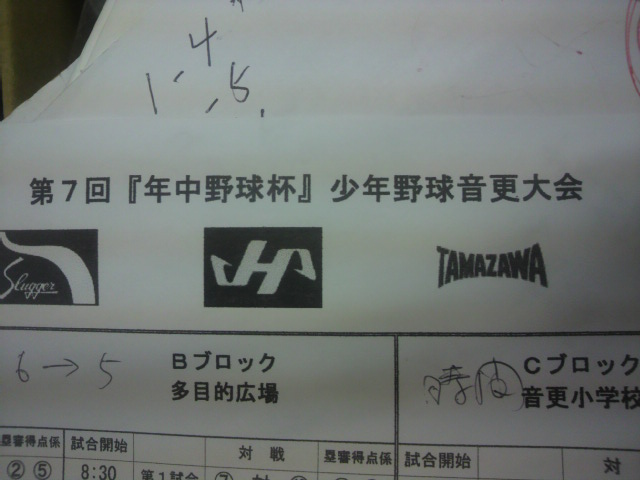 4
1 5
第7回『年中野球杯』少年野球音更大会
Slugger
TAMAZAWA
6→5 Bブロック 時間 Cブロック
多目的広場 音更小学校
塁審得点係 試合開始 対戦 塁審得点係 試合開始 対
②⑤ 8:30 第1試合 ⑦ 対